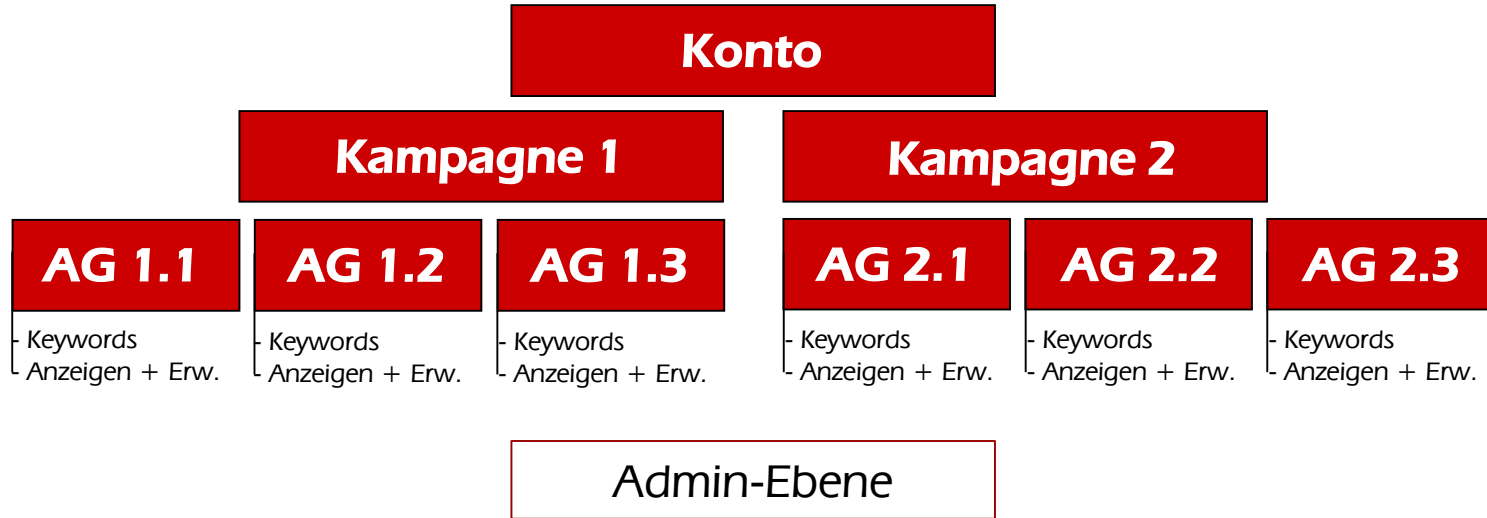 Konto
Kampagne 1
Kampagne 2
AG 1.1
AG 1.2
AG 1.3
AG 2.1
AG 2.2
AG 2.3
- Keywords
- Anzeigen + Erw.
- Keywords
- Anzeigen + Erw.
- Keywords
- Anzeigen + Erw.
- Keywords
- Anzeigen + Erw.
- Keywords
- Anzeigen + Erw.
- Keywords
- Anzeigen + Erw.
Admin-Ebene